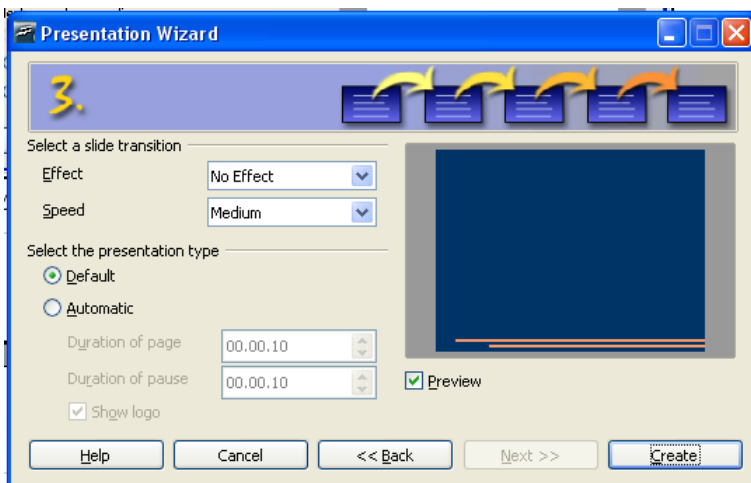 Presentation Wizard
3.
Select a slide transition
Effect No Effect
Speed Medium
Select the presentation type
Default
Automatic
Duration of page 00.00.10
Duration of pause 00.00.10
Preview
Show logo
Help Cancel << Back Next >> Create